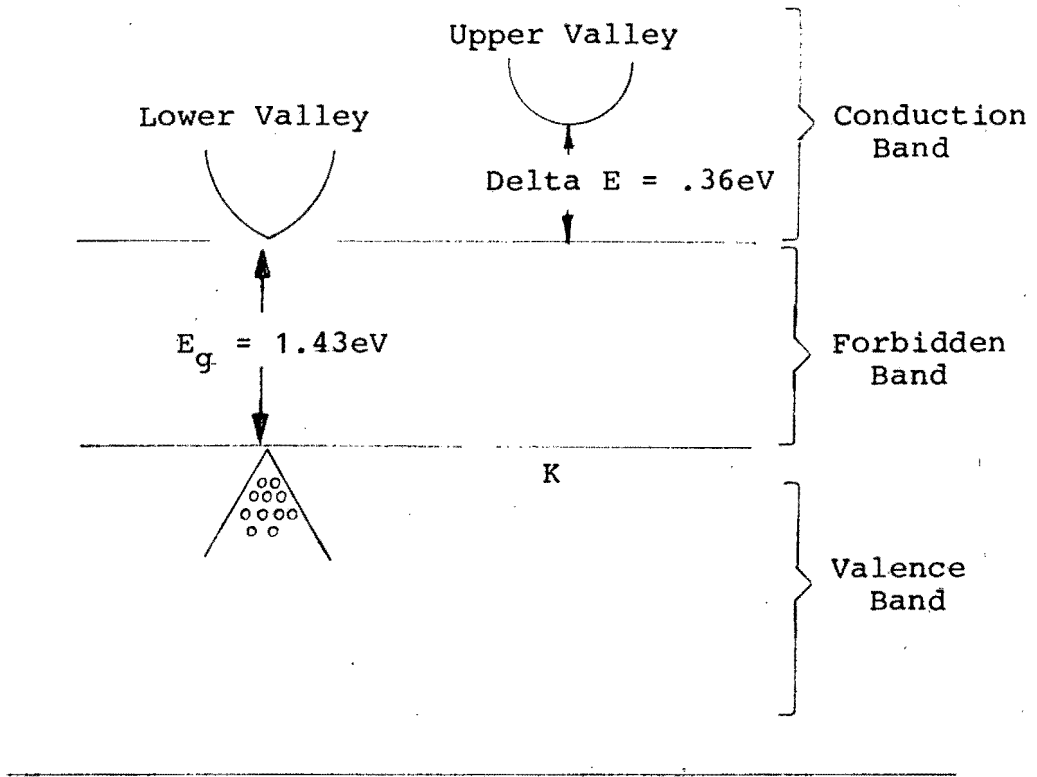 Upper Valley
Lower Valley
Conduction
Band
Delta E = .36eV
Eg = 1.43eV
Forbidden
Band
K
Valence
Band